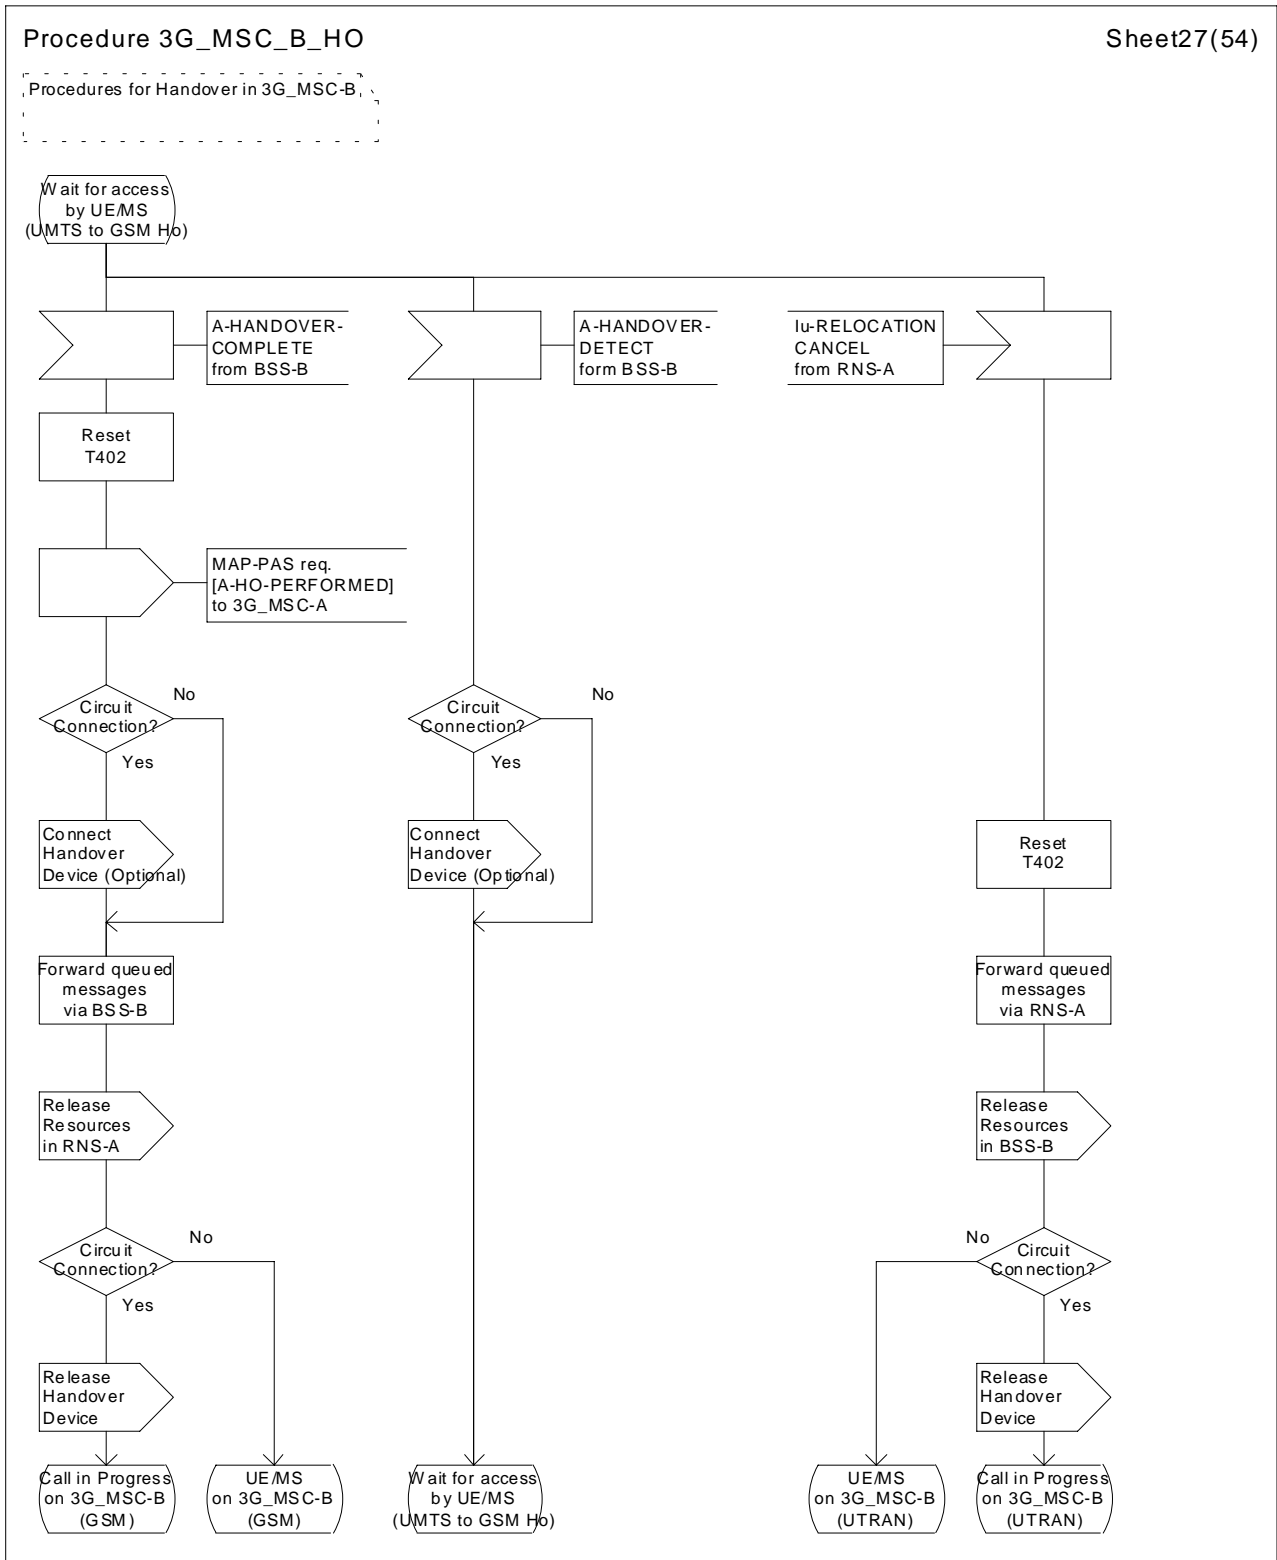 Procedure 3G_MSC_B_HO
Sheet27(54)
Procedures for Handover in 3G_MSC-B
Wait for access
by UE/MS
(UMTS to GSM Ho)
A-HANDOVER-
COMPLETE
from BSS-B
A-HANDOVER-
DETECT
form BSS-B
Iu-RELOCATION
CANCEL
from RNS-A
Reset
T402
MAP-PAS req.
[A-HO-PERFORMED]
to 3G_MSC-A
Circuit
Connection?
No
Yes
Circuit
Connection?
No
Yes
Connect
Handover
Device (Optional)
Connect
Handover
Device (Optional)
Reset
T402
Forward queued
messages
via BSS-B
Forward queued
messages
via RNS-A
Release
Resources
in RNS-A
Release
Resources
in BSS-B
Circuit
Connection?
No
Yes
No
Circuit
Connection?
Yes
Release
Handover
Device
Release
Handover
Device
Call in Progress
on 3G_MSC-B
(GSM)
UE/MS
on 3G_MSC-B
(GSM)
Wait for access
by UE/MS
(UMTS to GSM Ho)
UE/MS
on 3G_MSC-B
(UTRAN)
Call in Progress
on 3G_MSC-B
(UTRAN)